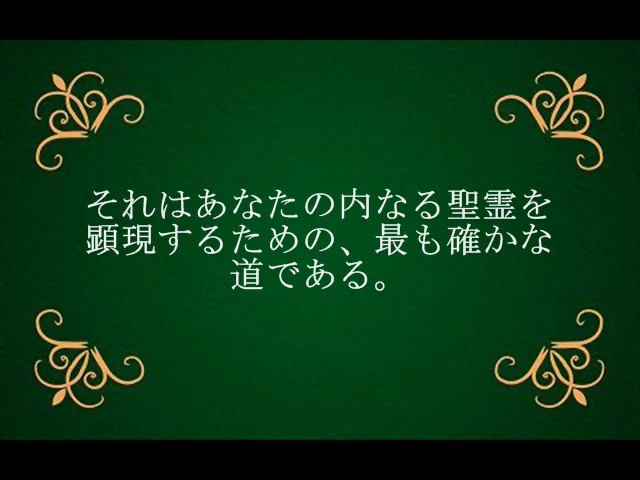 それはあなたの内なる聖霊を
顕現するための、最も確かな
道である。